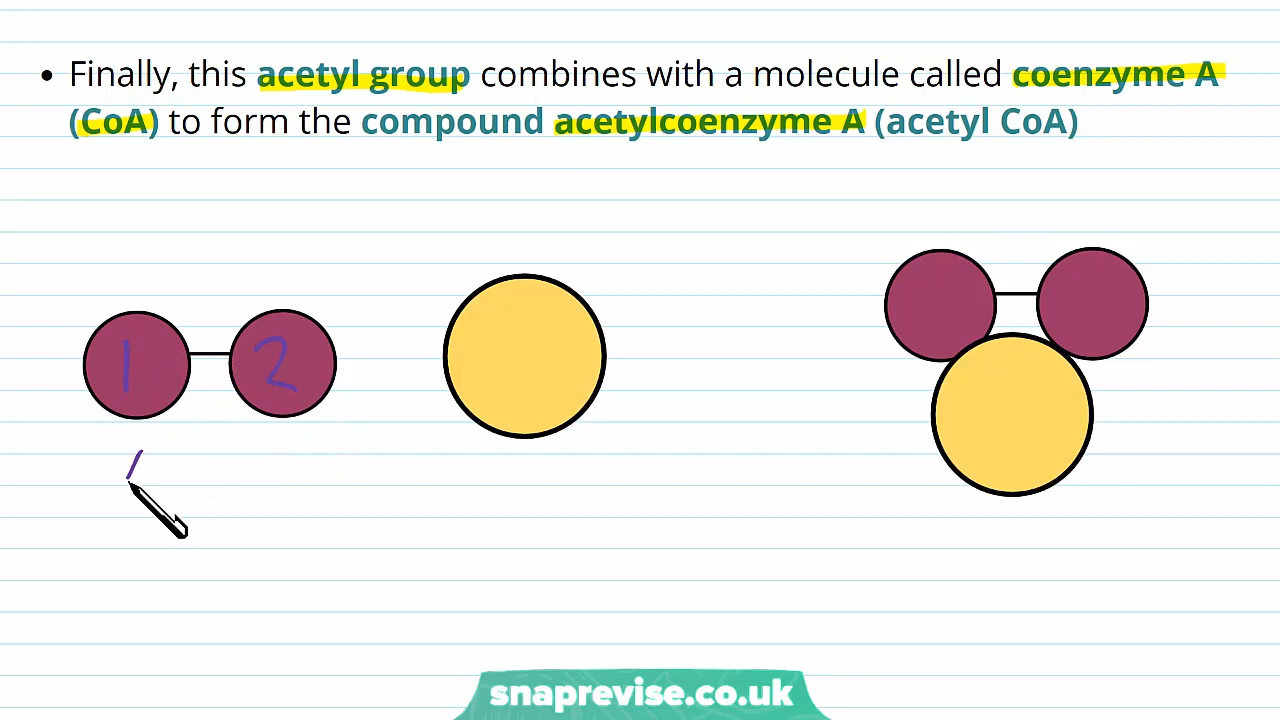 • Finally, this acetyl group combines with a molecule called coenzyme A
(CoA) to form the compound acetylcoenzyme A (acetyl CoA)
1 2
snaprevise.co.uk